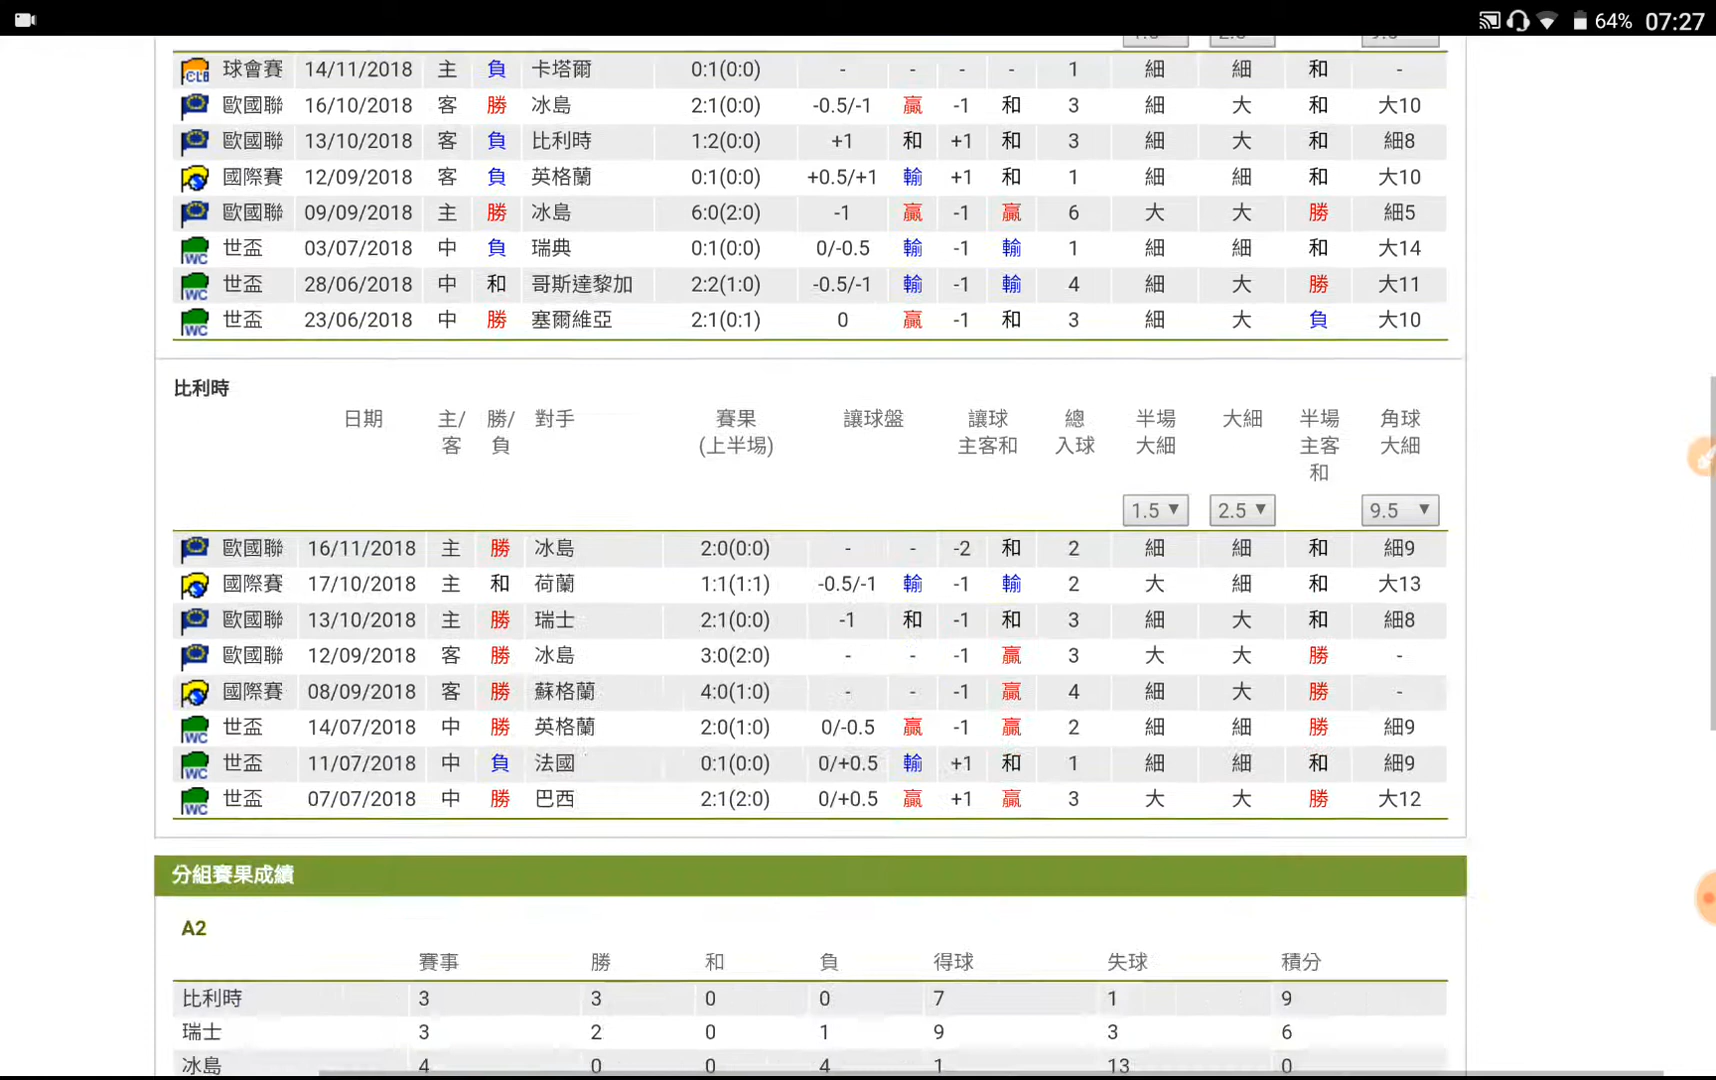 64% 07:27
球會賽 14/11/2018 主 負 卡塔爾 0:1(0:0) - - - - 1 細 細 和 -
歐國聯 16/10/2018 客 勝 冰島 2:1(0:0) -0.5/-1 贏 -1 和 3 細 大 和 大10
歐國聯 13/10/2018 客 負 比利時 1:2(0:0) +1 和 +1 和 3 細 大 和 細8
國際賽 12/09/2018 客 負 英格蘭 0:1(0:0) +0.5/+1 輸 +1 和 1 細 細 和 大10
歐國聯 09/09/2018 主 勝 冰島 6:0(2:0) -1 贏 -1 贏 6 大 大 勝 細5
世盃 03/07/2018 中 負 瑞典 0:1(0:0) 0/-0.5 輸 -1 輸 1 細 細 和 大14
世盃 28/06/2018 中 和 哥斯達黎加 2:2(1:0) -0.5/-1 輸 -1 輸 4 細 大 勝 大11
世盃 23/06/2018 中 勝 塞爾維亞 2:1(0:1) 0 贏 -1 和 3 細 大 負 大10
比利時
日期 主/客 勝/負 對手 賽果(上半場) 讓球盤 讓球主客和 總入球 半場大細 大細 半場主客和 角球大細
1.5 2.5 9.5
歐國聯 16/11/2018 主 勝 冰島 2:0(0:0) - - -2 和 2 細 細 和 細9
國際賽 17/10/2018 主 和 荷蘭 1:1(1:1) -0.5/-1 輸 -1 輸 2 大 細 和 大13
歐國聯 13/10/2018 主 勝 瑞士 2:1(0:0) -1 和 -1 和 3 細 大 和 細8
歐國聯 12/09/2018 客 勝 冰島 3:0(2:0) - - -1 贏 3 大 大 勝 -
國際賽 08/09/2018 客 勝 蘇格蘭 4:0(1:0) - - -1 贏 4 細 大 勝 -
世盃 14/07/2018 中 勝 英格蘭 2:0(1:0) 0/-0.5 贏 -1 贏 2 細 細 勝 細9
世盃 11/07/2018 中 負 法國 0:1(0:0) 0/+0.5 輸 +1 和 1 細 細 和 細9
世盃 07/07/2018 中 勝 巴西 2:1(2:0) 0/+0.5 贏 +1 贏 3 大 大 勝 大12
分組賽果成績
A2
賽事 勝 和 負 得球 失球 積分
比利時 3 3 0 0 7 1 9
瑞士 3 2 0 1 9 3 6
冰島 4 0 0 4 1 13 0